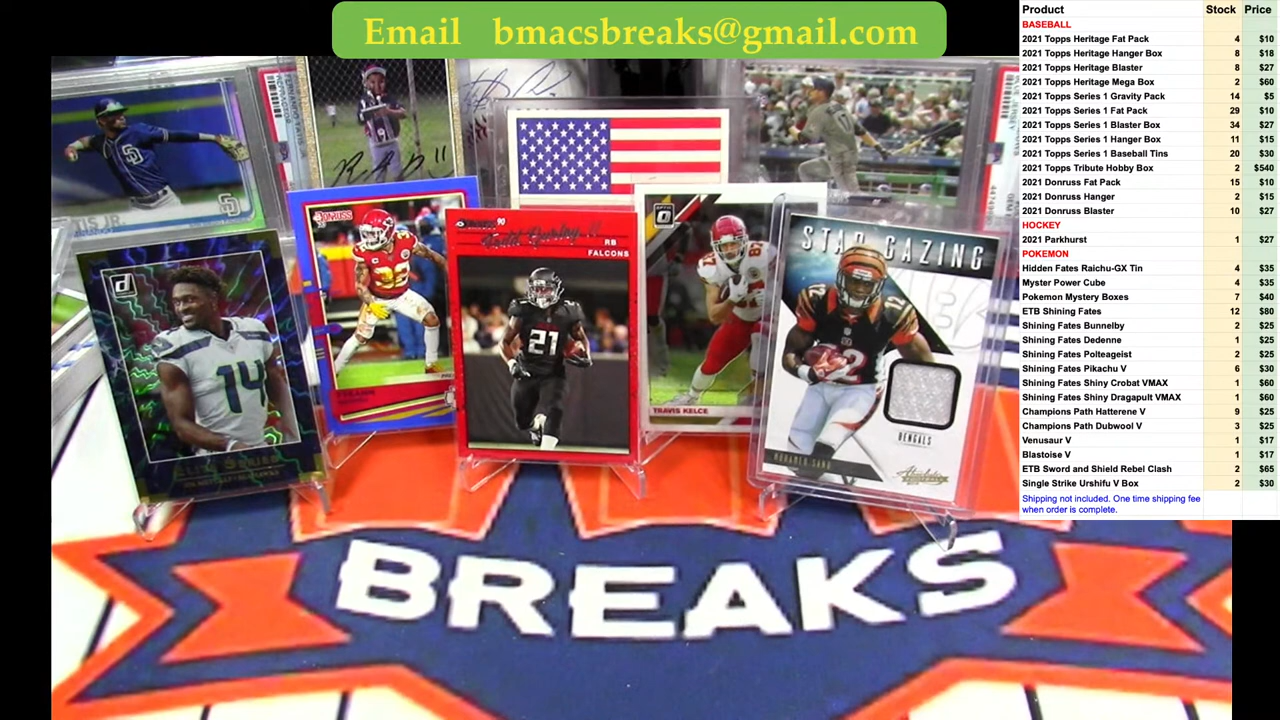 Email bmacsbreaks@gmail.com
Product Stock Price
BASEBALL
2021 Topps Heritage Fat Pack 4 $10
2021 Topps Heritage Hanger Box 8 $18
2021 Topps Heritage Blaster 8 $27
2021 Topps Heritage Mega Box 2 $60
2021 Topps Series 1 Gravity Pack 14 $5
2021 Topps Series 1 Fat Pack 29 $10
2021 Topps Series 1 Blaster Box 34 $27
2021 Topps Series 1 Hanger Box 11 $15
2021 Topps Series 1 Baseball Tins 20 $30
2021 Topps Tribute Hobby Box 2 $540
2021 Donruss Fat Pack 15 $10
2021 Donruss Hanger 2 $15
2021 Donruss Blaster 10 $27
HOCKEY
2021 Parkhurst 1 $27
POKEMON
Hidden Fates Raichu-GX Tin 4 $35
Myster Power Cube 4 $35
Pokemon Mystery Boxes 7 $40
ETB Shining Fates 12 $80
Shining Fates Bunnelby 2 $25
Shining Fates Dedenne 1 $25
Shining Fates Polteageist 2 $25
Shining Fates Pikachu V 6 $30
Shining Fates Shiny Crobat VMAX 1 $60
Shining Fates Shiny Dragapult VMAX 1 $60
Champions Path Hatterene V 9 $25
Champions Path Dubwool V 3 $25
Venusaur V 1 $17
Blastoise V 1 $17
ETB Sword and Shield Rebel Clash 2 $65
Single Strike Urshifu V Box 2 $30
Shipping not included. One time shipping fee
when order is complete.
14
Donruss
Todd Gurley II
RB
FALCONS
21
87
TRAVIS KELCE
STAR GAZING
BENGALS
MOHAMED SANU
Absolute
BREAKS